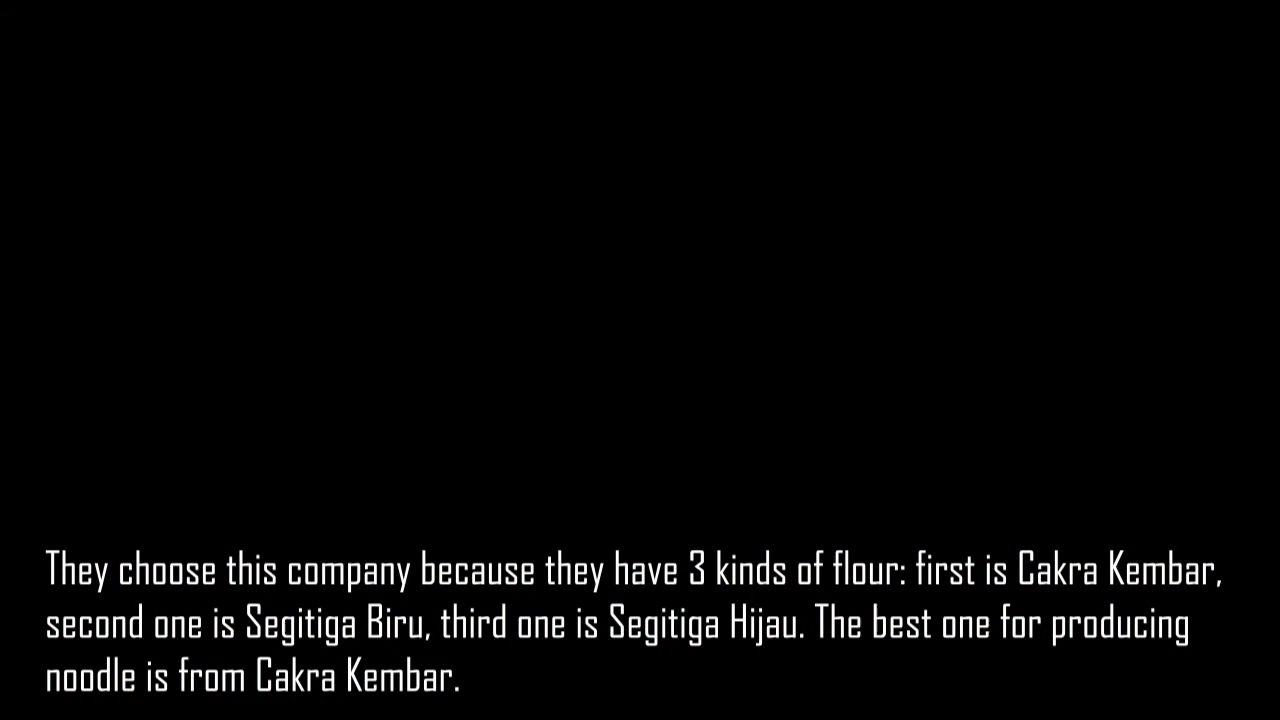 They choose this company because they have 3 kinds of flour: first is Cakra Kembar,
second one is Segitiga Biru, third one is Segitiga Hijau. The best one for producing
noodle is from Cakra Kembar.